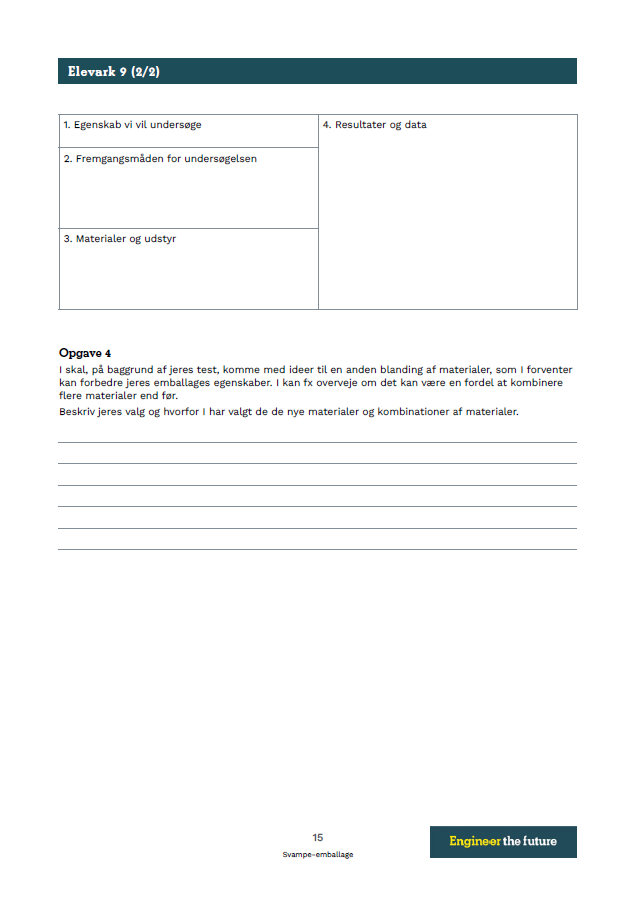 Elevark 9 (2/2)
1. Egenskab vi vil undersøge
2. Fremgangsmåden for undersøgelsen
3. Materialer og udstyr
4. Resultater og data
Opgave 4
I skal, på baggrund af jeres test, komme med ideer til en anden blanding af materialer, som I forventer
kan forbedre jeres emballages egenskaber. I kan fx overveje om det kan være en fordel at kombinere
flere materialer end før.
Beskriv jeres valg og hvorfor I har valgt de de nye materialer og kombinationer af materialer.
15
Svampe-emballage
Engineer the future